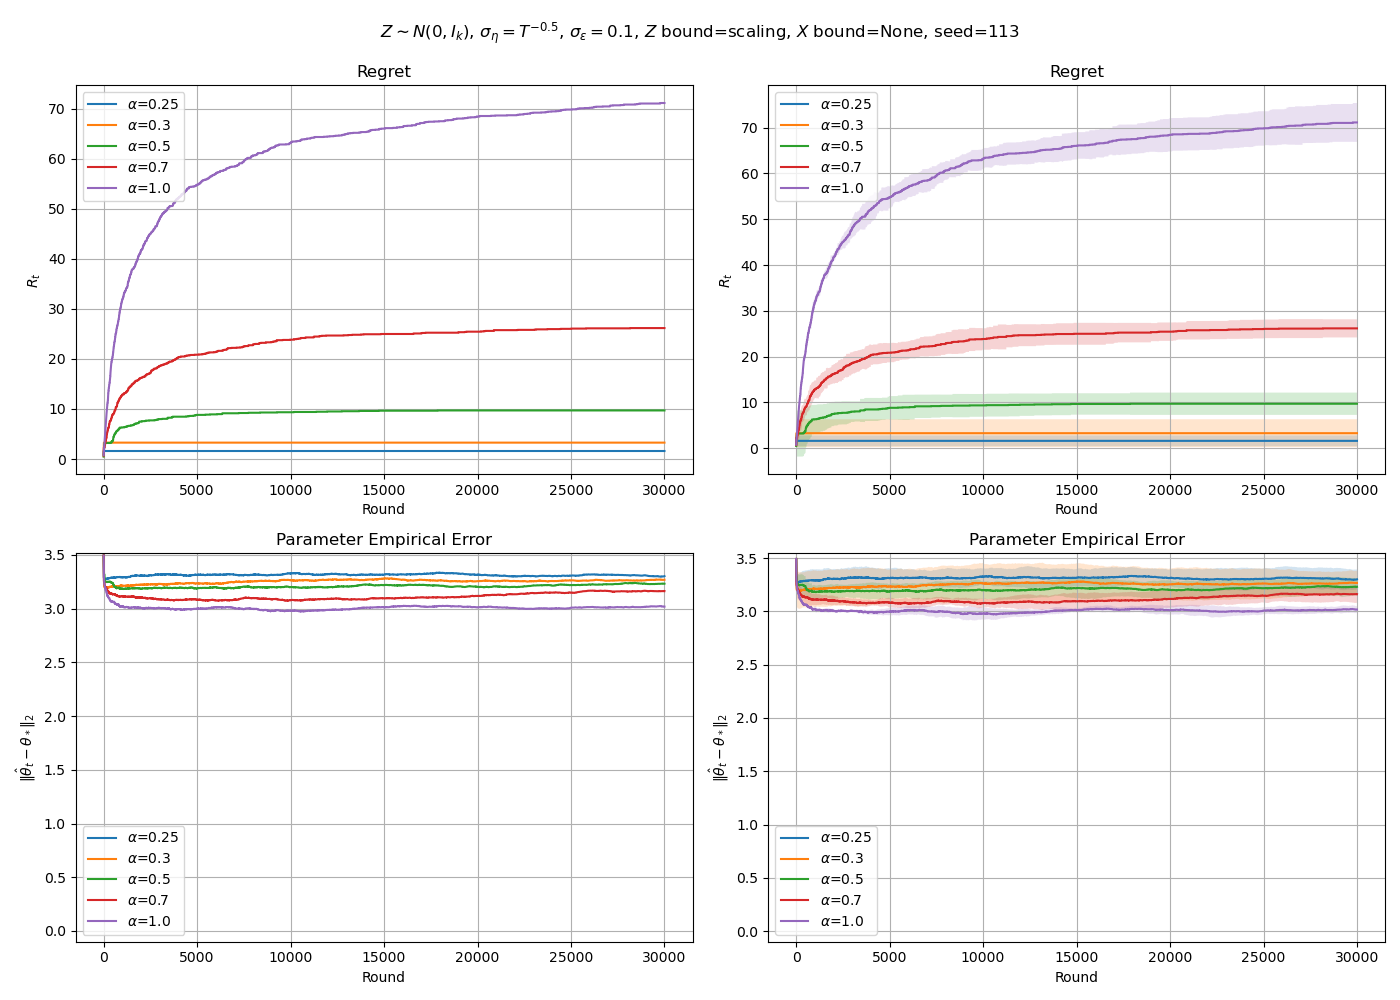 Z ~ N(0, I_k), σ_η = T^{-0.5}, σ_ε = 0.1, Z bound=scaling, X bound=None, seed=113
Regret
R_t
70
60
50
40
30
20
10
0
α=0.25
α=0.3
α=0.5
α=0.7
α=1.0
0 5000 10000 15000 20000 25000 30000
Round
Regret
R_t
70
60
50
40
30
20
10
0
α=0.25
α=0.3
α=0.5
α=0.7
α=1.0
0 5000 10000 15000 20000 25000 30000
Round
Parameter Empirical Error
‖θ̂_t − θ_*‖_2
3.5
3.0
2.5
2.0
1.5
1.0
0.5
0.0
α=0.25
α=0.3
α=0.5
α=0.7
α=1.0
0 5000 10000 15000 20000 25000 30000
Round
Parameter Empirical Error
‖θ̂_t − θ_*‖_2
3.5
3.0
2.5
2.0
1.5
1.0
0.5
0.0
α=0.25
α=0.3
α=0.5
α=0.7
α=1.0
0 5000 10000 15000 20000 25000 30000
Round